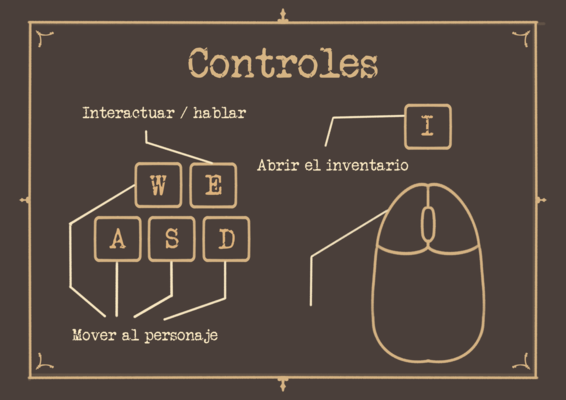 Controles
Interactuar / hablar
I
Abrir el inventario
W E
A S D
Mover al personaje